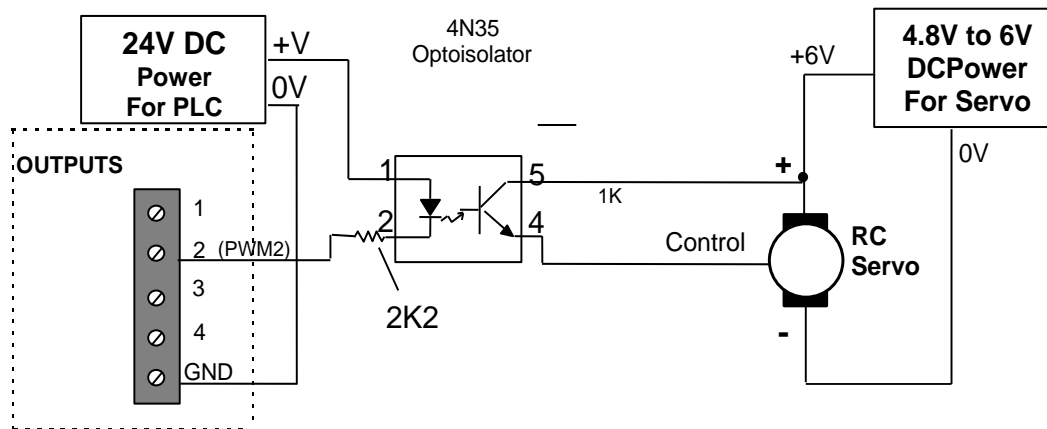 24V DC
Power
For PLC
+V
0V
4N35
Optoisolator
4.8V to 6V
DCPower
For Servo
+6V
0V
OUTPUTS
1
2 (PWM2)
3
4
GND
1
2
5
4
2K2
1K
Control
+
-
RC
Servo